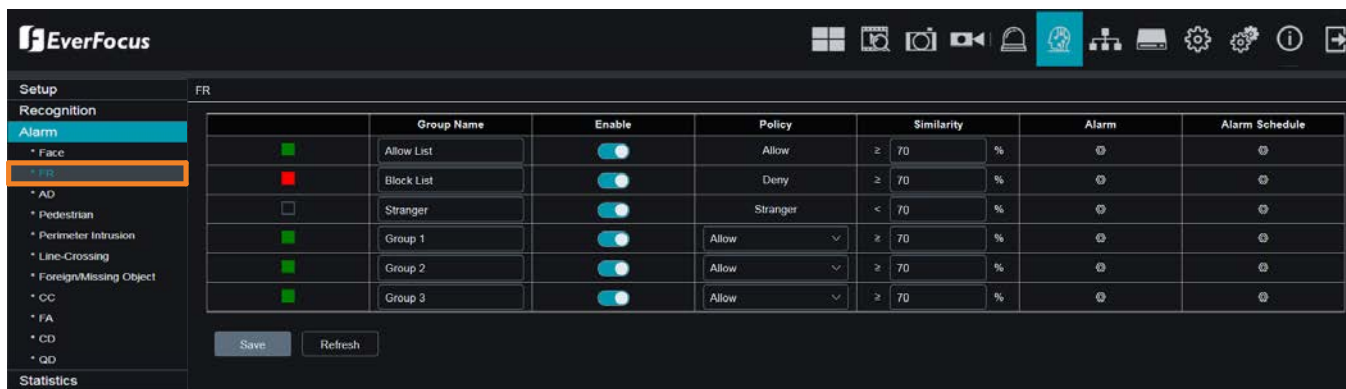 EverFocus
Setup
FR
Recognition
Alarm
* Face
* FR
* AD
* Pedestrian
* Perimeter Intrusion
* Line-Crossing
* Foreign/Missing Object
* CC
* FA
* CD
* QD
Statistics
Group Name Enable Policy Similarity Alarm Alarm Schedule
Allow List Allow ≥ 70 %
Block List Deny ≥ 70 %
Stranger Stranger < 70 %
Group 1 Allow ≥ 70 %
Group 2 Allow ≥ 70 %
Group 3 Allow ≥ 70 %
Save Refresh